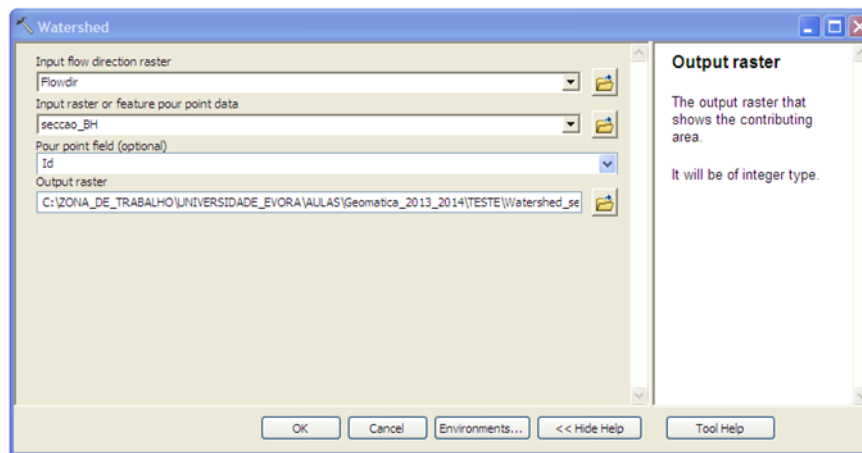 Watershed
Input flow direction raster
Flowdir
Input raster or feature pour point data
seccao_BH
Pour point field (optional)
Id
Output raster
C:\ZONA_DE_TRABALHO\UNIVERSIDADE_EVORA\AULAS\Geomatica_2013_2014\TESTE\Watershed_se
Output raster
The output raster that
shows the contributing
area.
It will be of integer type.
OK
Cancel
Environments...
<< Hide Help
Tool Help